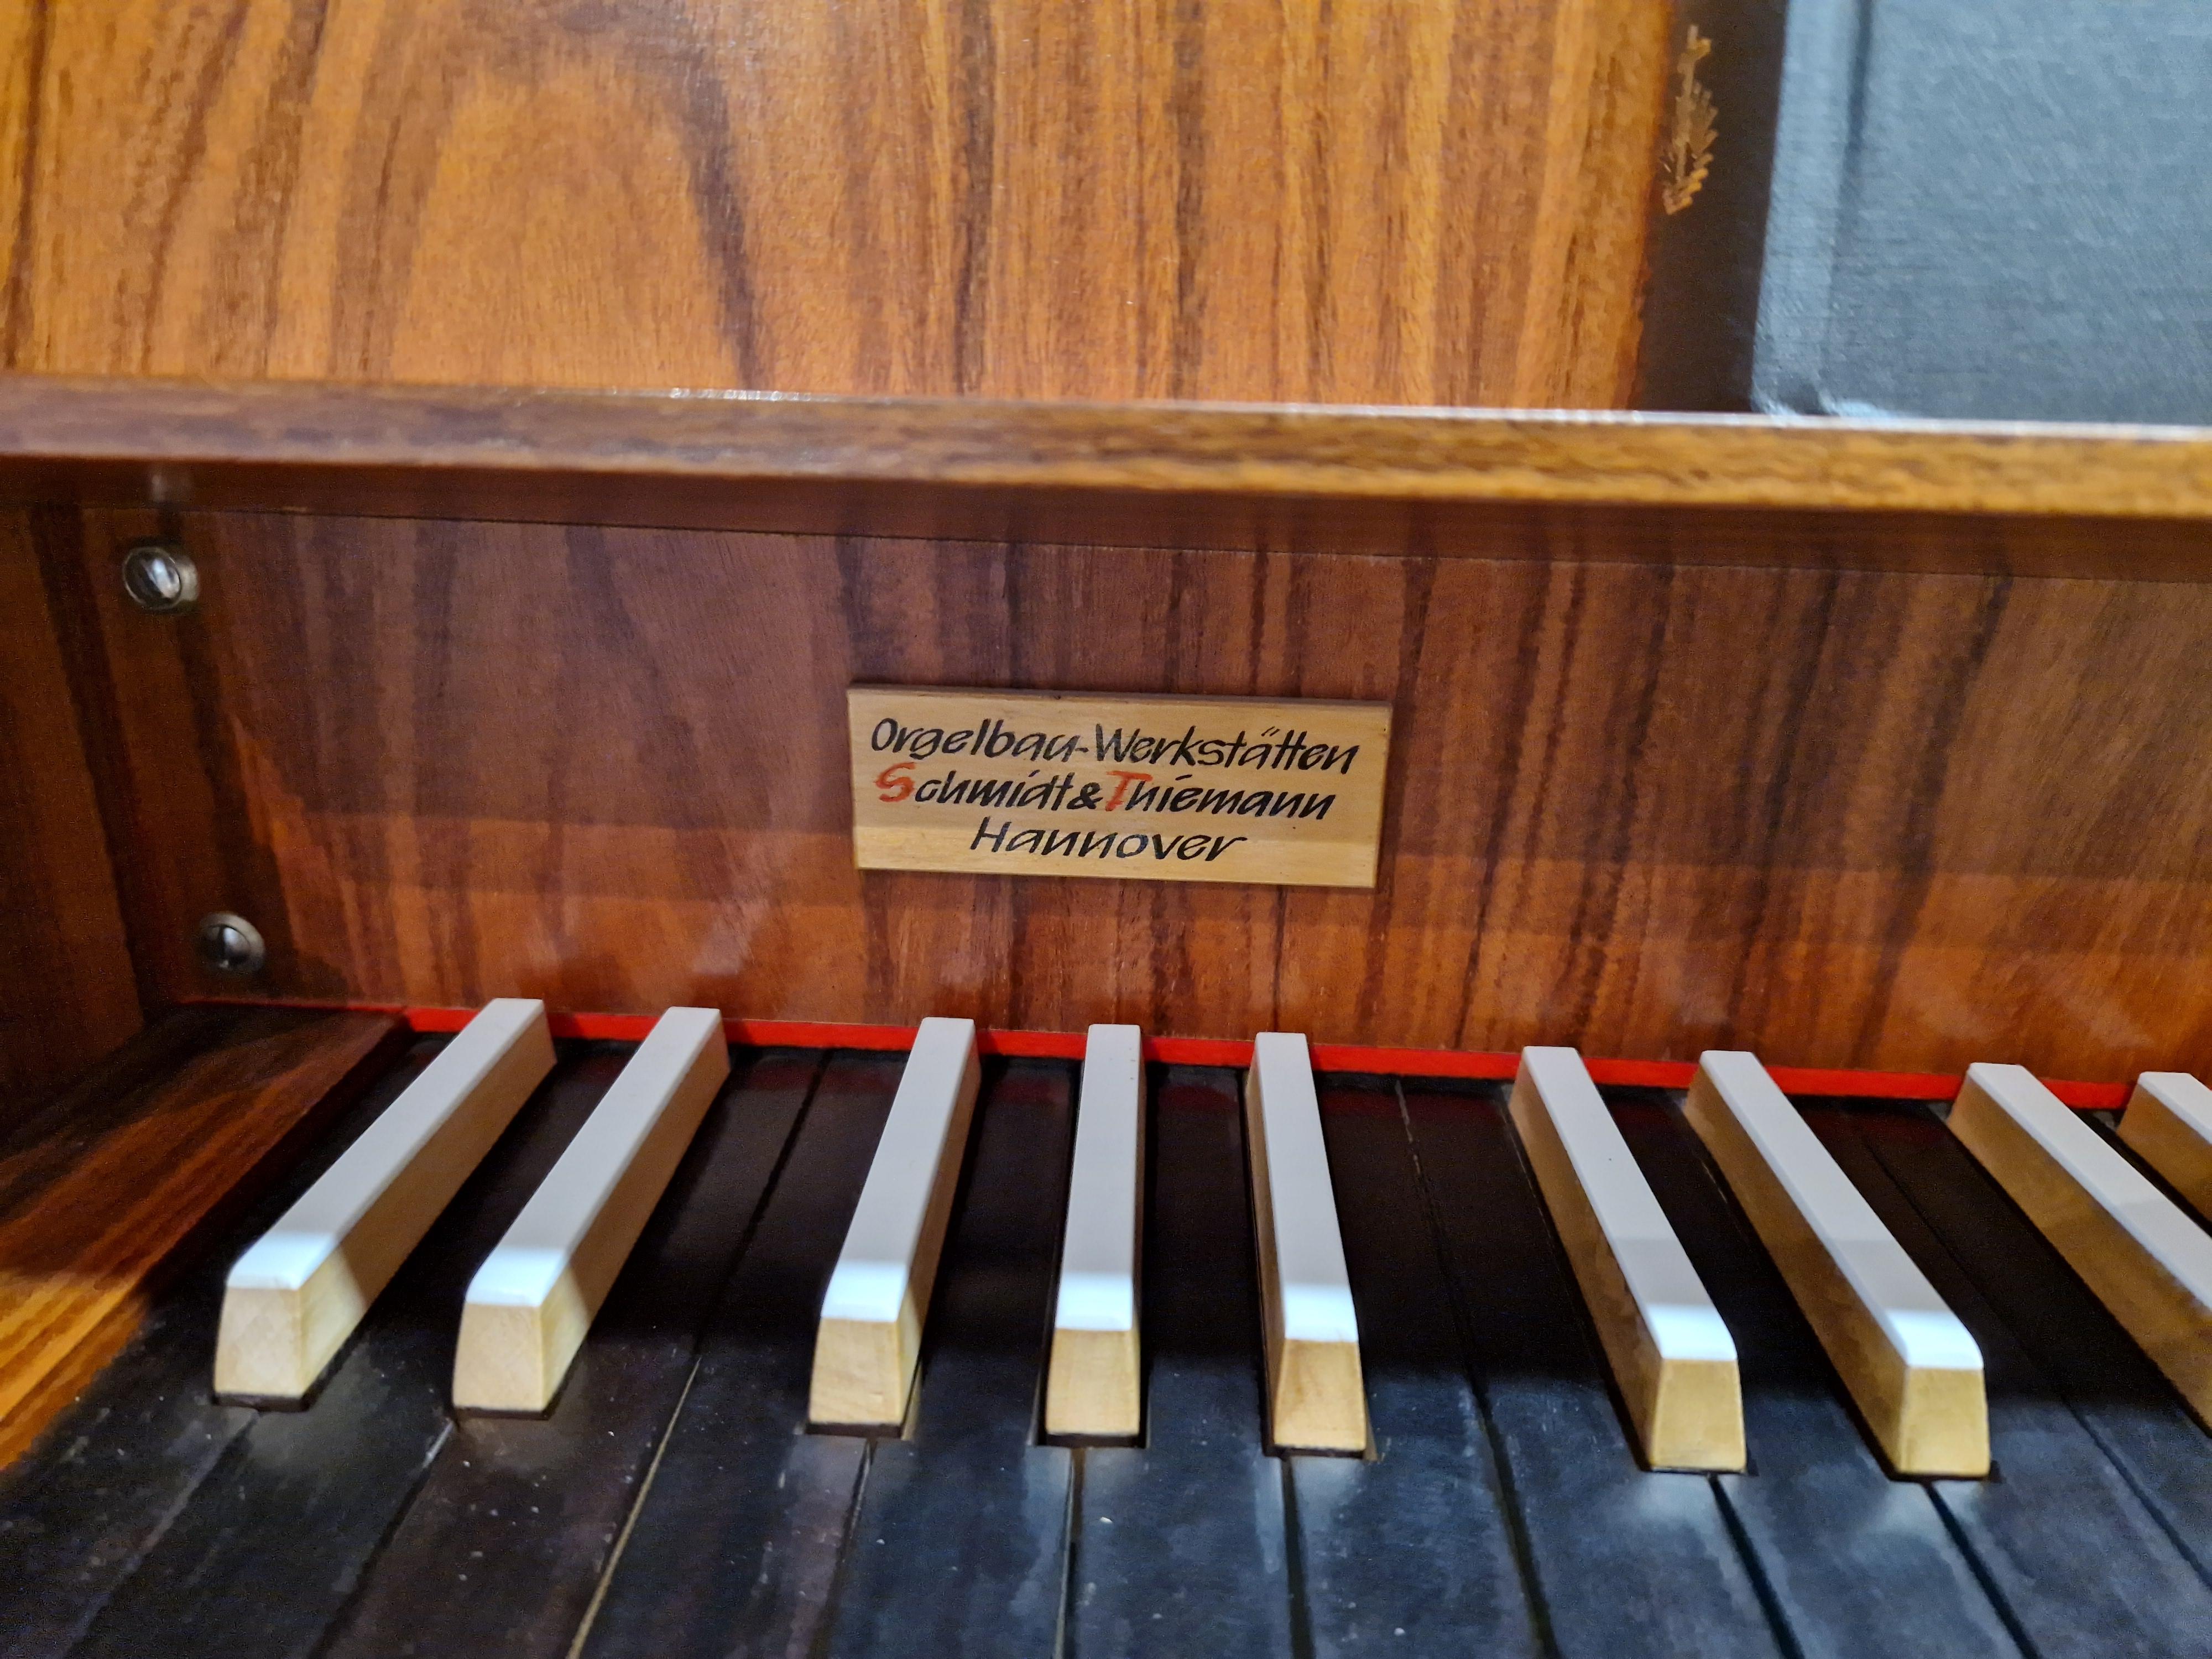 Orgelbau-Werkstätten
Schmidt & Thiemann
Hannover